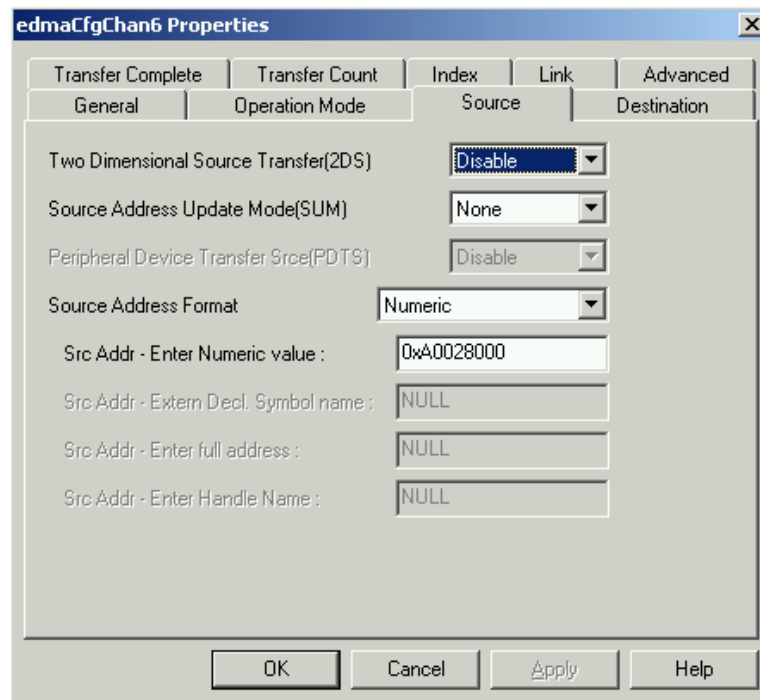 edmaCfgChan6 Properties
Transfer Complete Transfer Count Index Link Advanced
General Operation Mode Source Destination
Two Dimensional Source Transfer(2DS) Disable
Source Address Update Mode(SUM) None
Peripheral Device Transfer Srce(PDTS) Disable
Source Address Format Numeric
Src Addr - Enter Numeric value : 0xA0028000
Src Addr - Extern Decl. Symbol name : NULL
Src Addr - Enter full address : NULL
Src Addr - Enter Handle Name : NULL
OK Cancel Apply Help